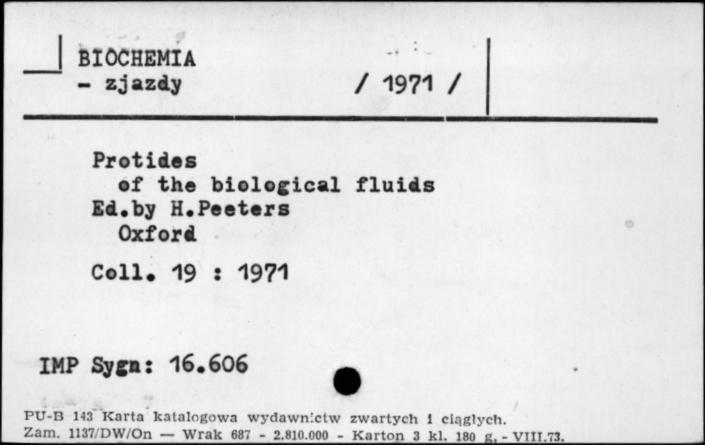 BIOCHEMIA
- zjazdy / 1971 /
Protides
of the biological fluids
Ed.by H.Peeters
Oxford
Coll. 19 : 1971
IMP Sygn: 16.606
PU-B 143 Karta katalogowa wydawnictw zwartych i ciągłych.
Zam. 1137/DW/On — Wrak 687 - 2.810.000 - Karton 3 kl. 180 g, - VIII.73.